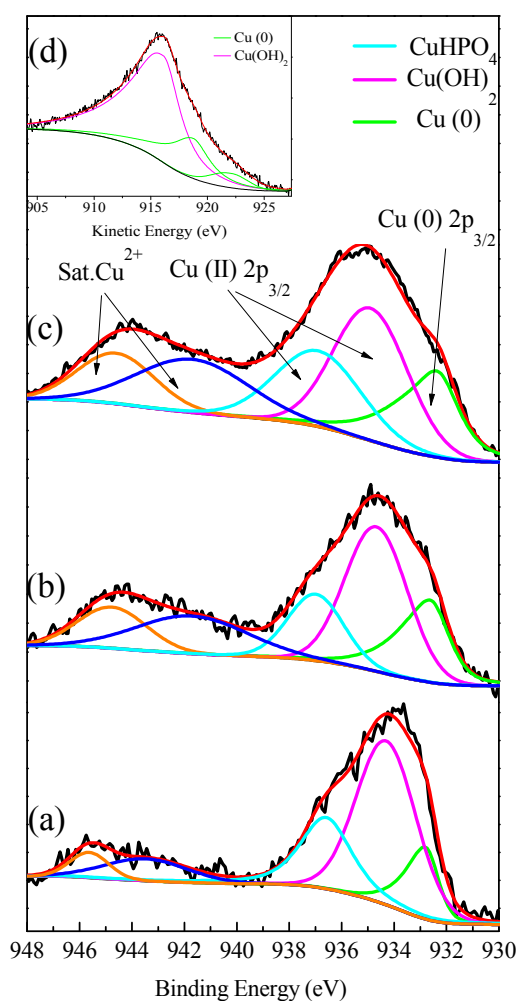 (d)
Cu (0)
Cu(OH)2
905 910 915 920 925
Kinetic Energy (eV)
CuHPO4
Cu(OH)2
Cu (0)
Sat.Cu2+
Cu (II) 2p3/2
Cu (0) 2p3/2
(c)
(b)
(a)
948 946 944 942 940 938 936 934 932 930
Binding Energy (eV)